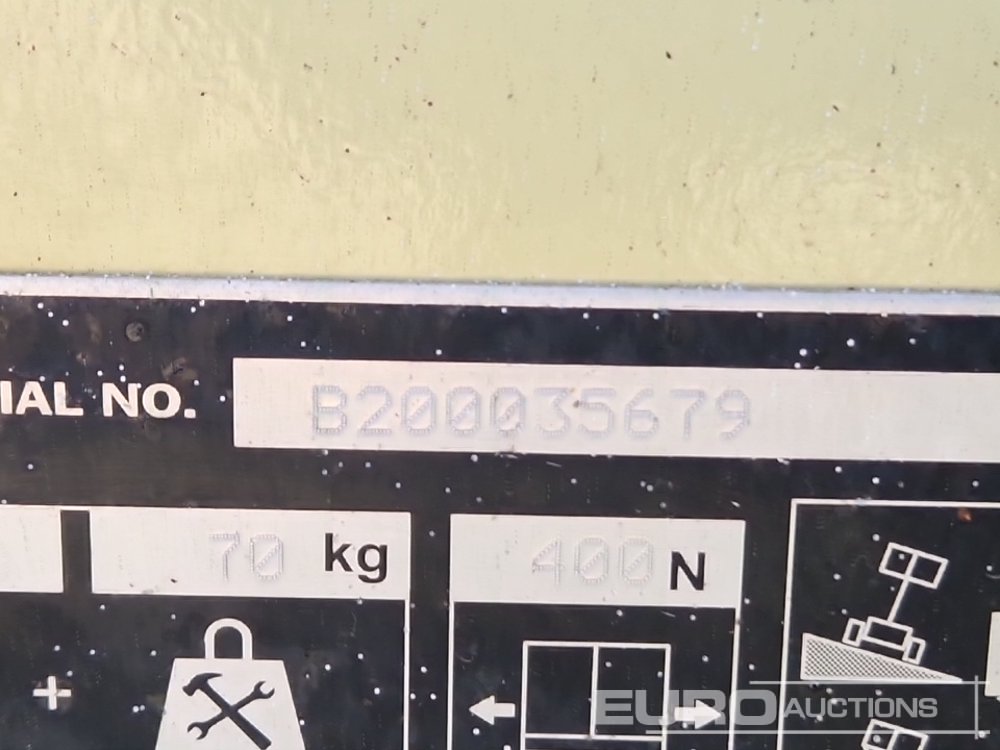 IAL NO. B200035679
70 kg 400 N
EURO AUCTIONS